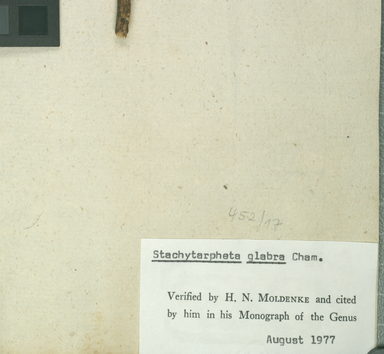 452/17
Stachytarpheta glabra Cham.
Verified by H. N. MOLDENKE and cited
by him in his Monograph of the Genus
August 1977